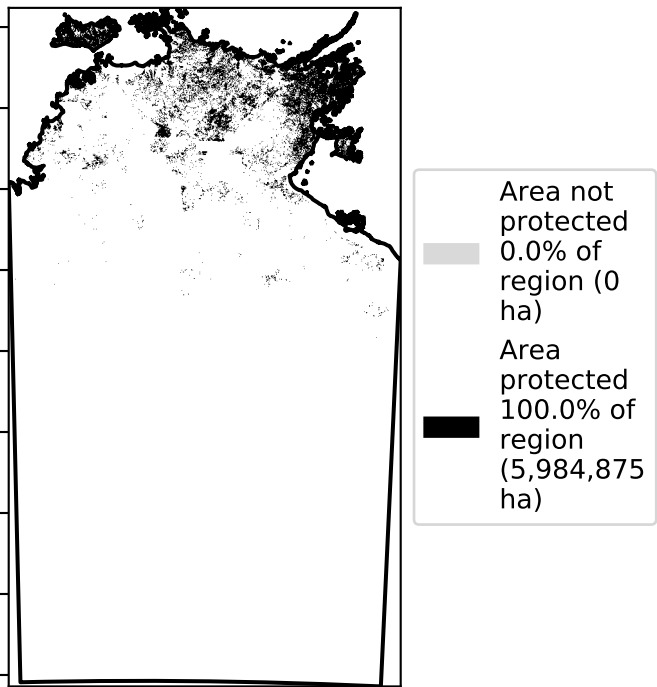 Area not
protected
0.0% of
region (0
ha)
Area
protected
100.0% of
region
(5,984,875
ha)